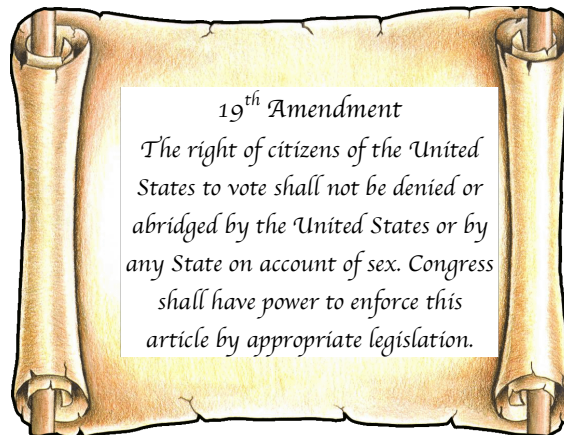 19th Amendment
The right of citizens of the United
States to vote shall not be denied or
abridged by the United States or by
any State on account of sex. Congress
shall have power to enforce this
article by appropriate legislation.